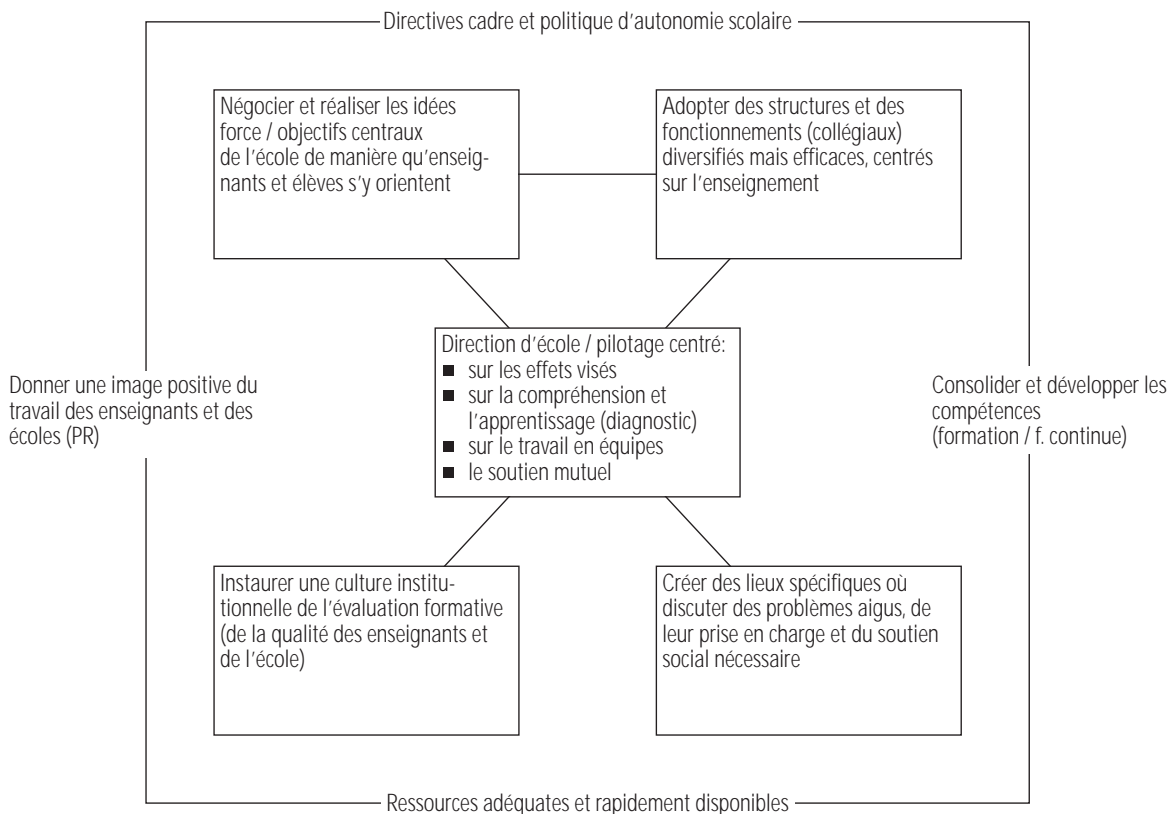 Directives cadre et politique d'autonomie scolaire
Négocier et réaliser les idées
force / objectifs centraux
de l'école de manière qu'enseig-
nants et élèves s'y orientent
Adopter des structures et des
fonctionnements (collégiaux)
diversifiés mais efficaces, centrés
sur l'enseignement
Donner une image positive du
travail des enseignants et des
écoles (PR)
Direction d'école / pilotage centré:
■ sur les effets visés
■ sur la compréhension et
l'apprentissage (diagnostic)
■ sur le travail en équipes
■ le soutien mutuel
Consolider et développer les
compétences
(formation / f. continue)
Instaurer une culture institu-
tionnelle de l'évaluation formative
(de la qualité des enseignants et
de l'école)
Créer des lieux spécifiques où
discuter des problèmes aigus, de
leur prise en charge et du soutien
social nécessaire
Ressources adéquates et rapidement disponibles